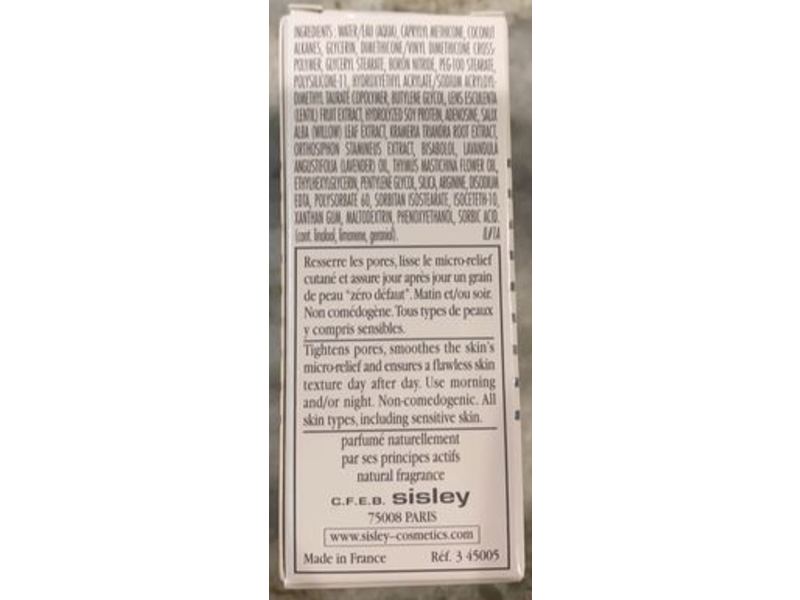 INGREDIENTS: WATER/EAU (AQUA), CAPRYLYL METHICONE, COCONUT
ALKANES, GLYCERIN, DIMETHICONE/VINYL DIMETHICONE CROSS-
POLYMER, GLYCERYL STEARATE, BORON NITRIDE, PEG-100 STEARATE,
POLYSILICONE-11, HYDROXYETHYL ACRYLATE/SODIUM ACRYLOYL-
DIMETHYL TAURATE COPOLYMER, BUTYLENE GLYCOL, LENS ESCULENTA
(LENTIL) FRUIT EXTRACT, HYDROLYZED SOY PROTEIN, ADENOSINE, SALIX
ALBA (WILLOW) LEAF EXTRACT, KRAMERIA TRIANDRA ROOT EXTRACT,
ORTHOSIPHON STAMINEUS EXTRACT, BISABOLOL, LAVANDULA
ANGUSTIFOLIA (LAVENDER) OIL, THYMUS MASTICHINA FLOWER OIL,
ETHYLHEXYLGLYCERIN, PENTYLENE GLYCOL, SILICA, ARGININE, DISODIUM
EDTA, POLYSORBATE 60, SORBITAN ISOSTEARATE, ISOCETETH-10,
XANTHAN GUM, MALTODEXTRIN, PHENOXYETHANOL, SORBIC ACID
(cont. linalool, limonene, geraniol).
Resserre les pores, lisse le micro-relief
cutané et assure jour après jour un grain
de peau "zéro défaut". Matin et/ou soir.
Non comédogène. Tous types de peaux
y compris sensibles.
Tightens pores, smoothes the skin's
micro-relief and ensures a flawless skin
texture day after day. Use morning
and/or night. Non-comedogenic. All
skin types, including sensitive skin.
parfumé naturellement
par ses principes actifs
natural fragrance
C.F.E.B. sisley
75008 PARIS
www.sisley-cosmetics.com
Made in France Réf. 3 45005